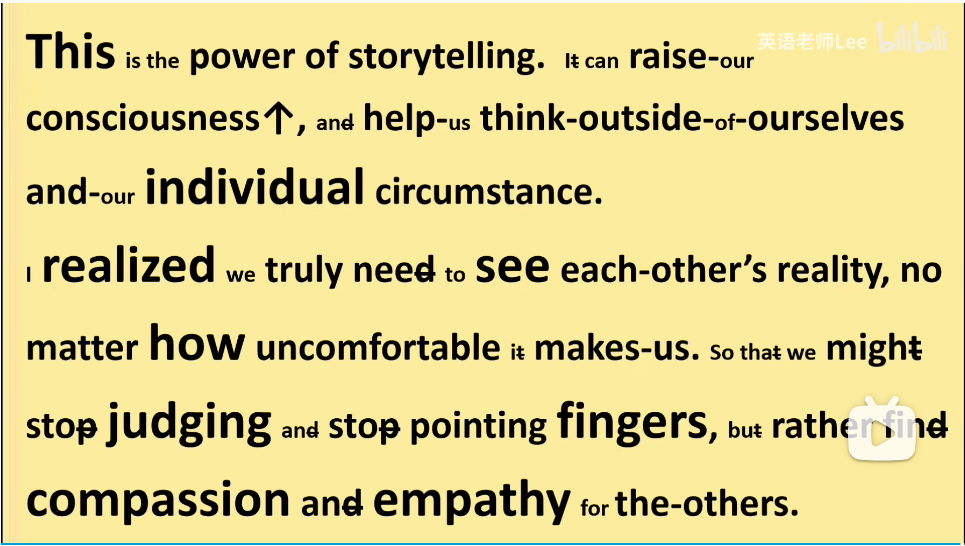 英语老师Lee bilibili
This is the power of storytelling. It can raise-our
consciousness↑, and help-us think-outside-of-ourselves
and-our individual circumstance.
I realized we truly need to see each-other's reality, no
matter how uncomfortable it makes-us. So that we might
stop judging and stop pointing fingers, but rather find
compassion and empathy for the-others.